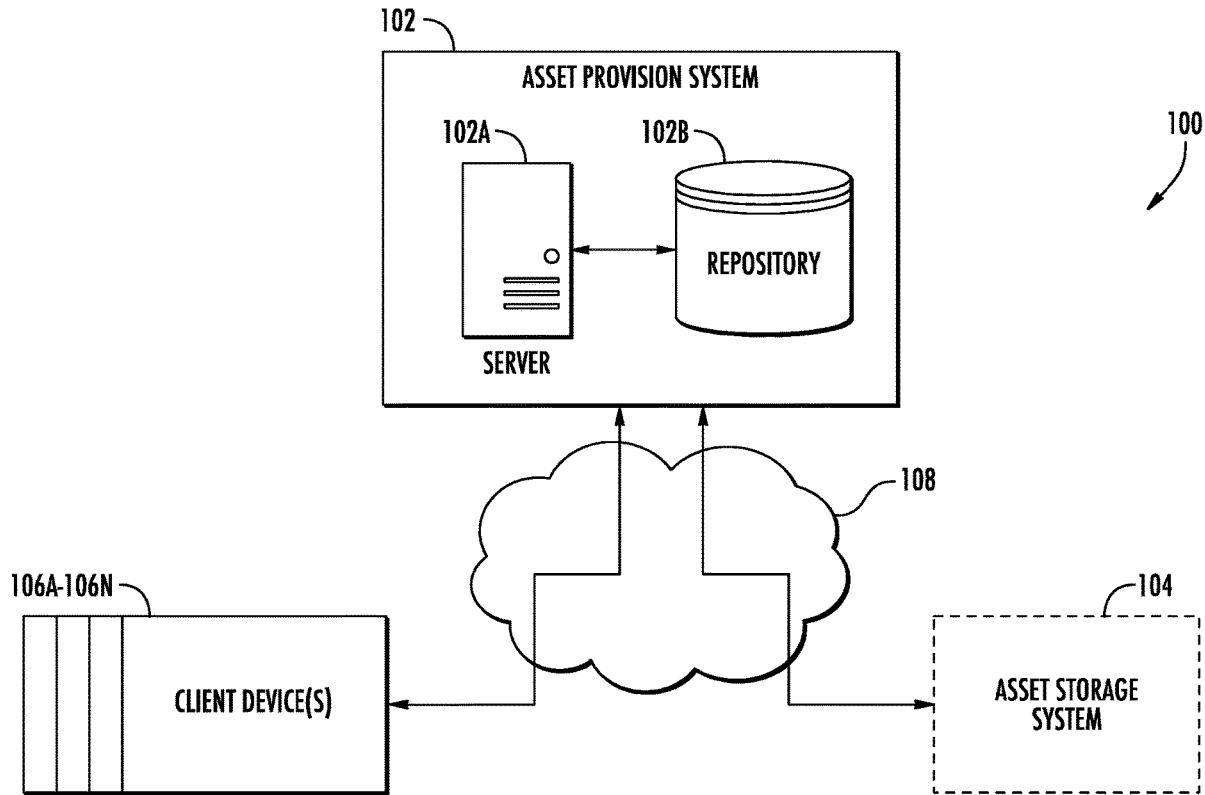 102
ASSET PROVISION SYSTEM
102A
102B
100
REPOSITORY
SERVER
108
106A-106N
104
CLIENT DEVICE(S)
ASSET STORAGE
SYSTEM